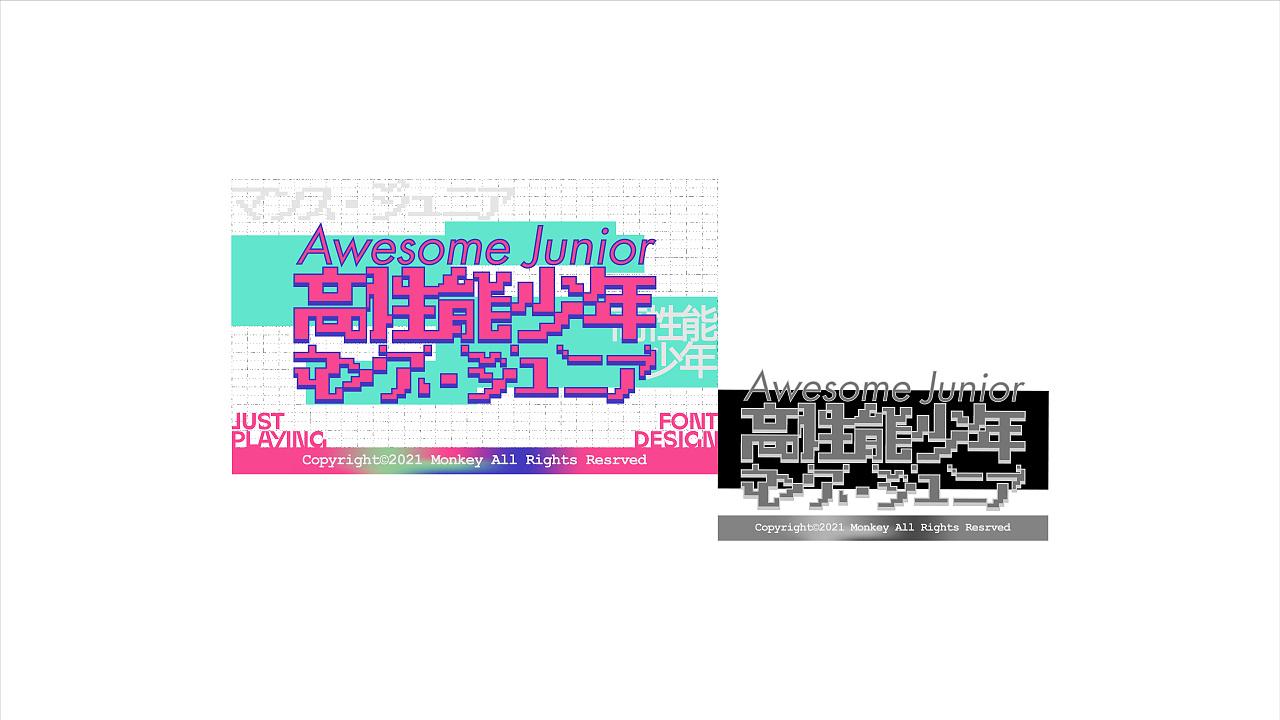 マンス・ジュニア
Awesome Junior
高性能少年
マンス・ジュニア
高性能
少年
JUST
PLAYING
FONT
DESIGN
Copyright©2021 Monkey All Rights Resrved
Awesome Junior
高性能少年
マンス・ジュニア
Copyright©2021 Monkey All Rights Resrved